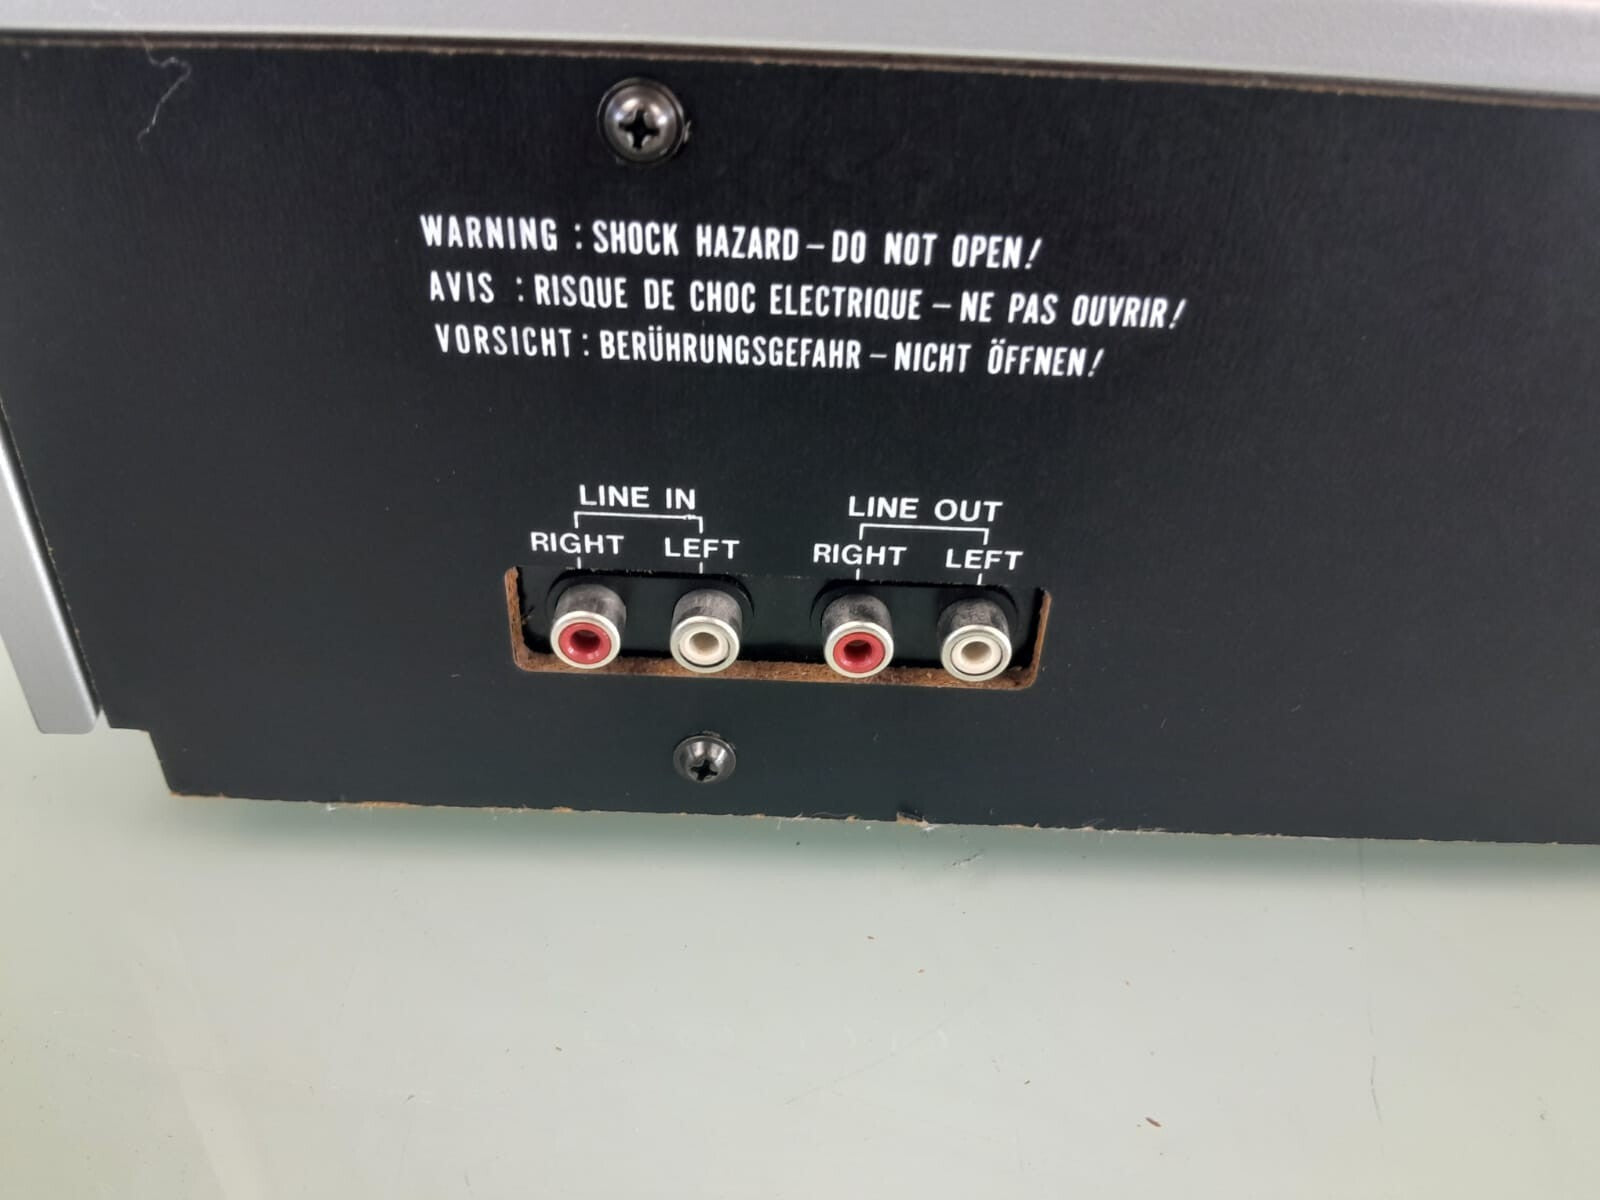 WARNING : SHOCK HAZARD – DO NOT OPEN!
AVIS : RISQUE DE CHOC ELECTRIQUE – NE PAS OUVRIR!
VORSICHT : BERÜHRUNGSGEFAHR – NICHT ÖFFNEN!
LINE IN
RIGHT LEFT
LINE OUT
RIGHT LEFT